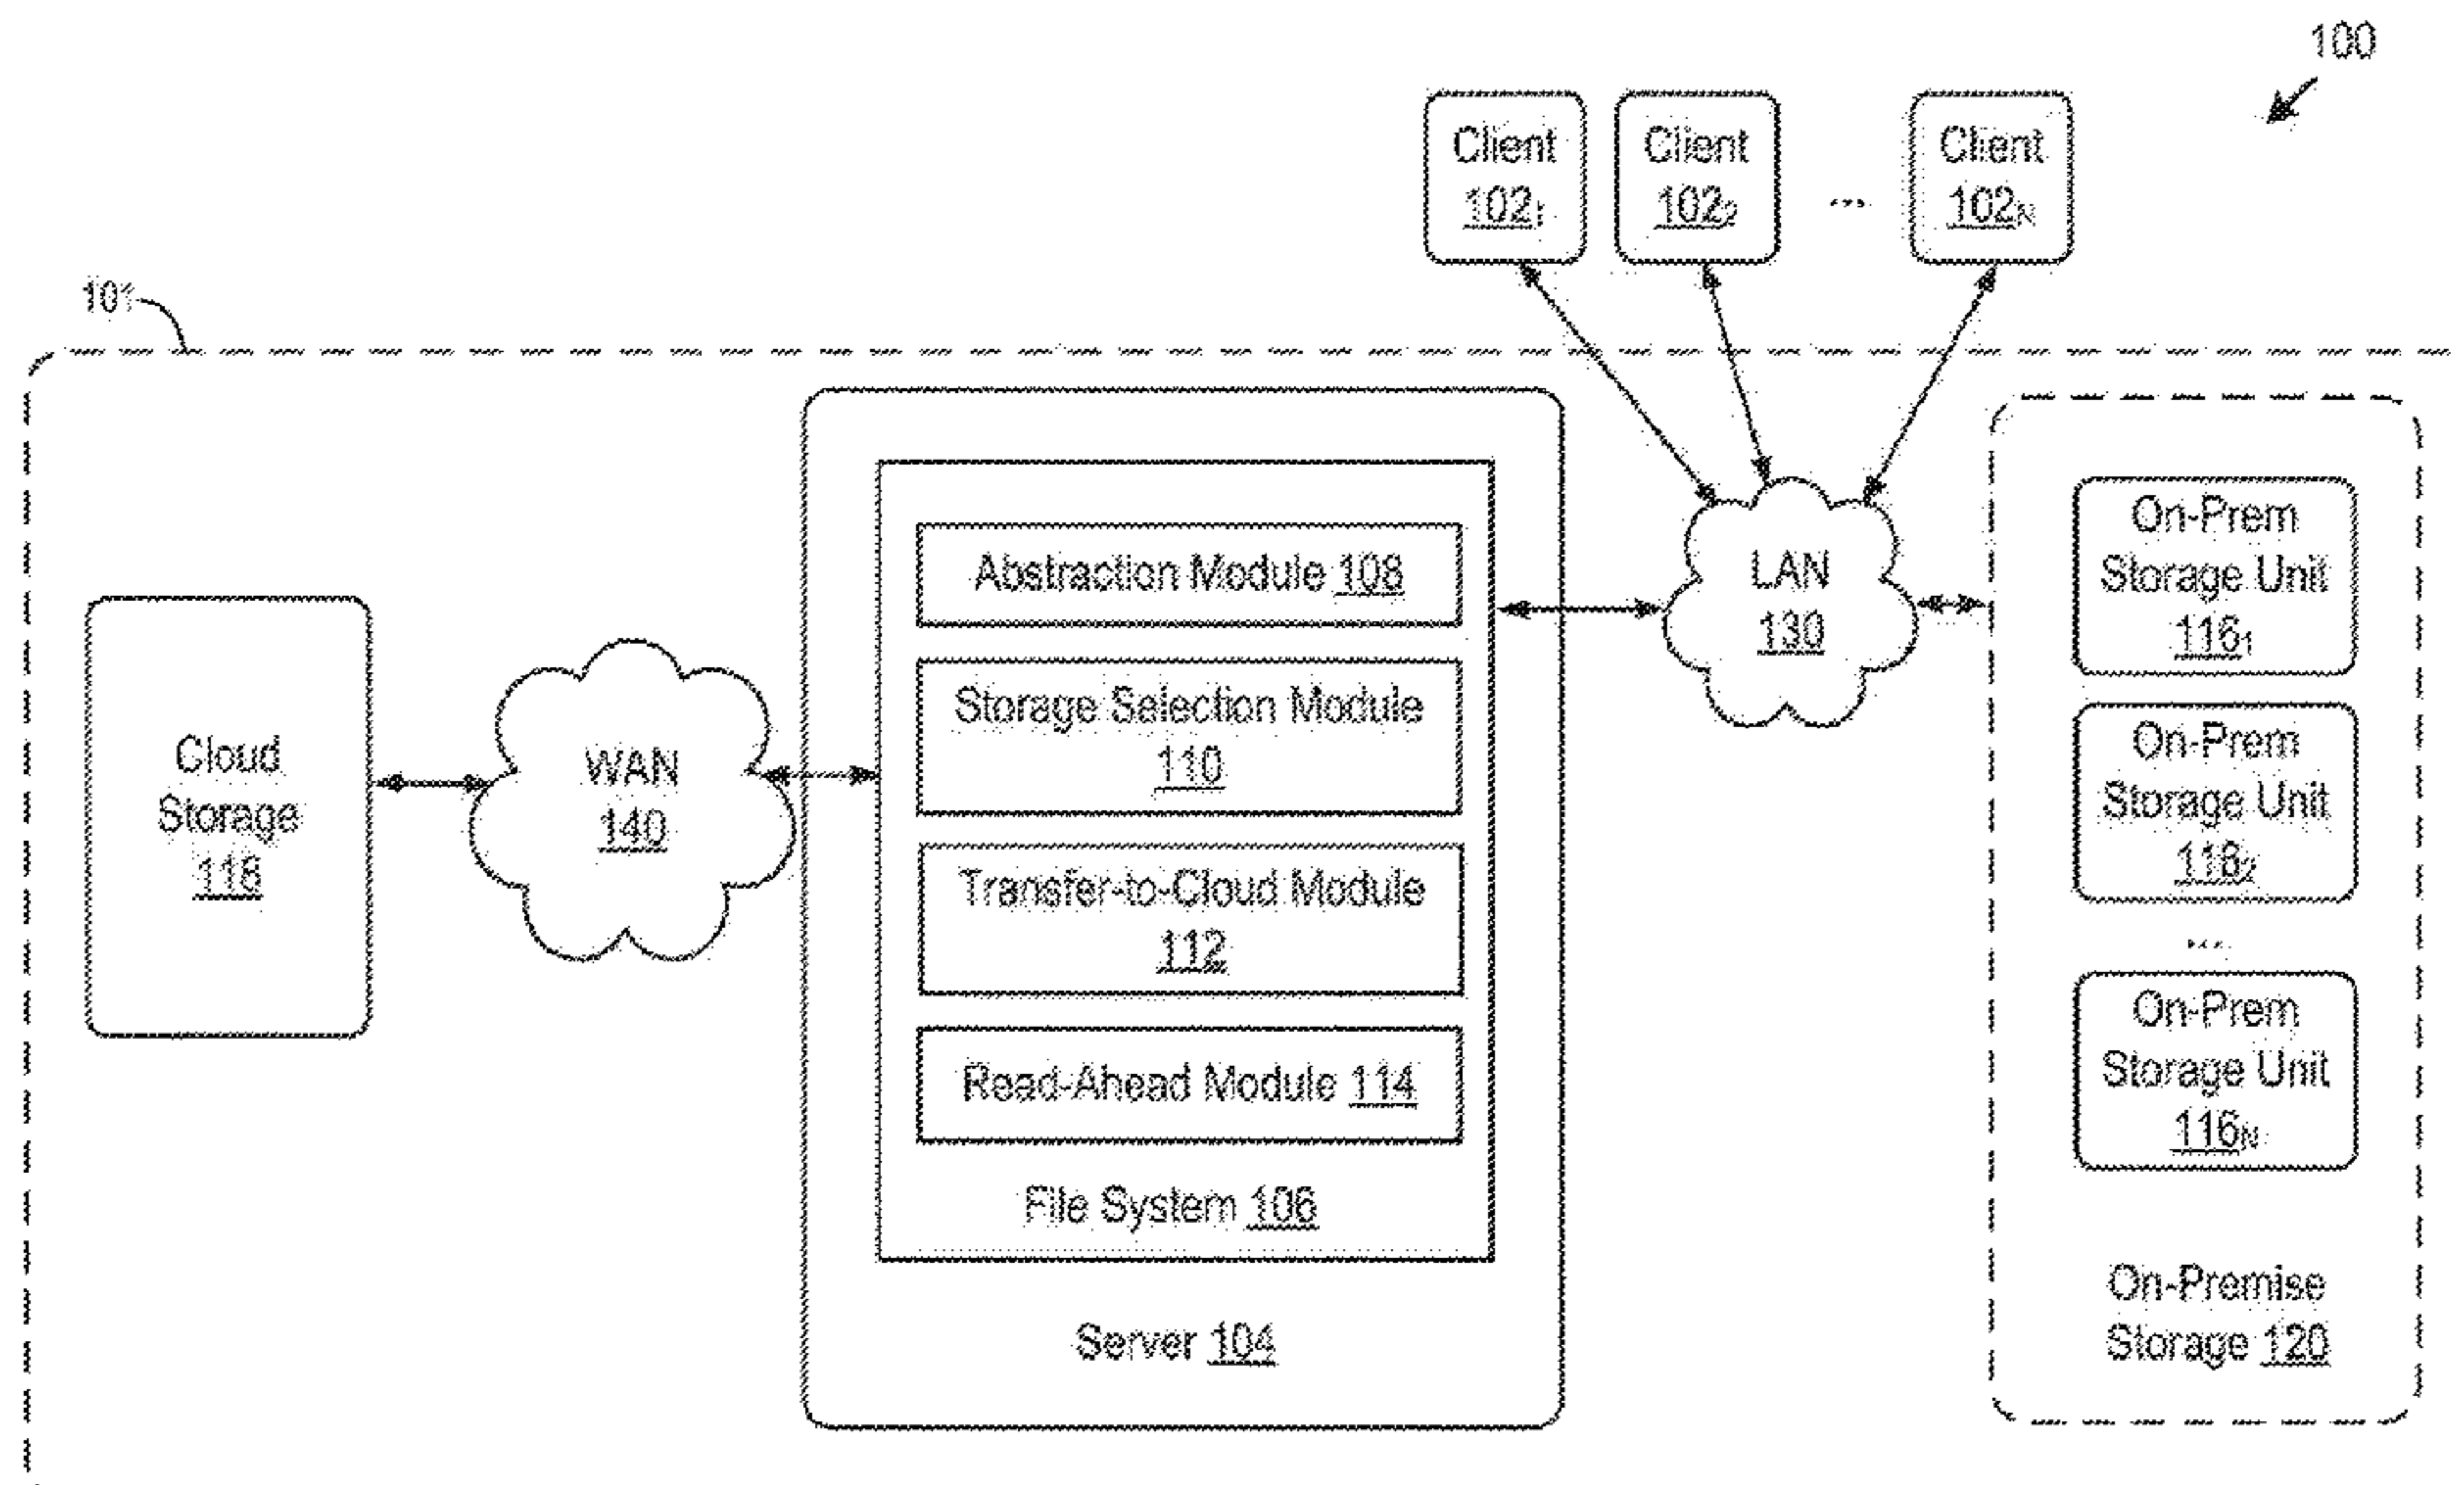 100
Client
102₁
Client
102₂
...
Client
102N
101
Abstraction Module 108
Storage Selection Module
110
Transfer-to-Cloud Module
112
Read-Ahead Module 114
File System 106
Server 104
Cloud
Storage
118
WAN
140
LAN
130
On-Prem
Storage Unit
116₁
On-Prem
Storage Unit
116₂
...
On-Prem
Storage Unit
116N
On-Premise
Storage 120